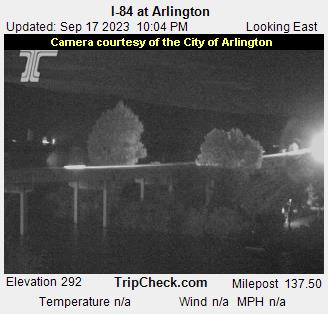 I-84 at Arlington
Updated: Sep 17 2023 10:04 PM Looking East
Camera courtesy of the City of Arlington
Elevation 292 TripCheck.com Milepost 137.50
Temperature n/a Wind n/a MPH n/a